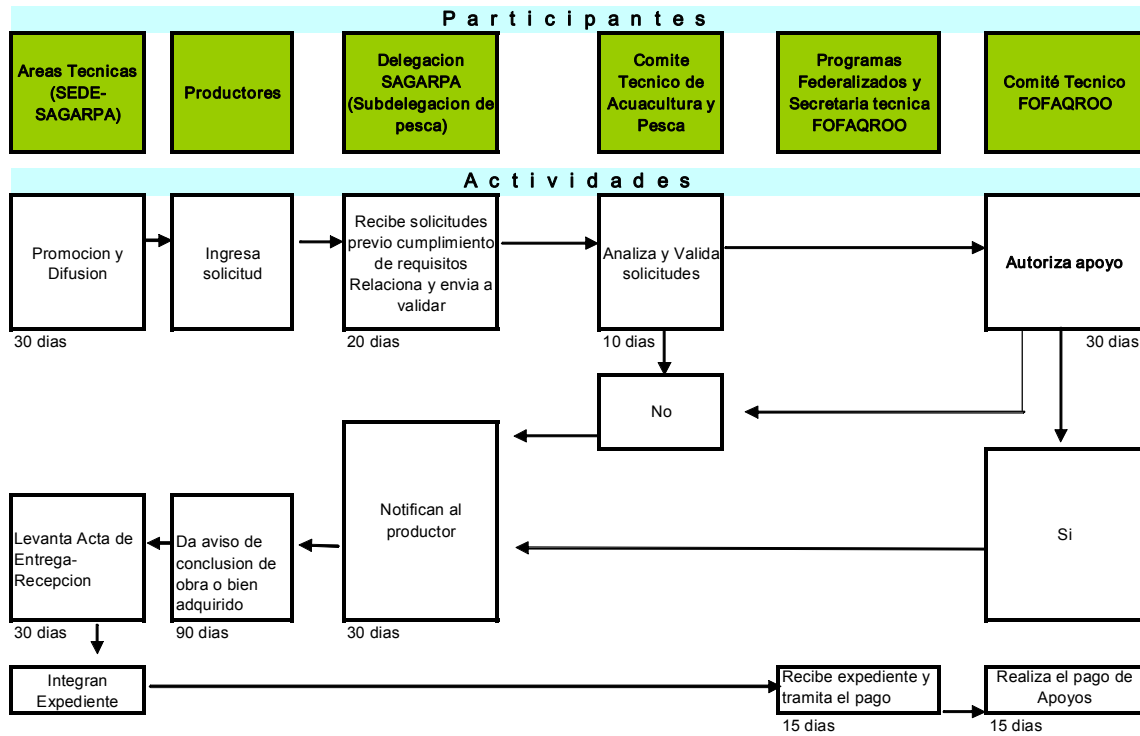 Participantes
Areas Tecnicas
(SEDE-
SAGARPA)
Productores
Delegacion
SAGARPA
(Subdelegacion de
pesca)
Comite
Tecnico de
Acuacultura y
Pesca
Programas
Federalizados y
Secretaria tecnica
FOFAQROO
Comité Tecnico
FOFAQROO
Actividades
Promocion y
Difusion
30 dias
Ingresa
solicitud
Recibe solicitudes
previo cumplimiento
de requisitos
Relaciona y envia a
validar
20 dias
Analiza y Valida
solicitudes
10 dias
Autoriza apoyo
30 dias
No
Si
Notifican al
productor
30 dias
Da aviso de
conclusion de
obra o bien
adquirido
90 dias
Levanta Acta de
Entrega-
Recepcion
30 dias
Integran
Expediente
Recibe expediente y
tramita el pago
15 dias
Realiza el pago de
Apoyos
15 dias